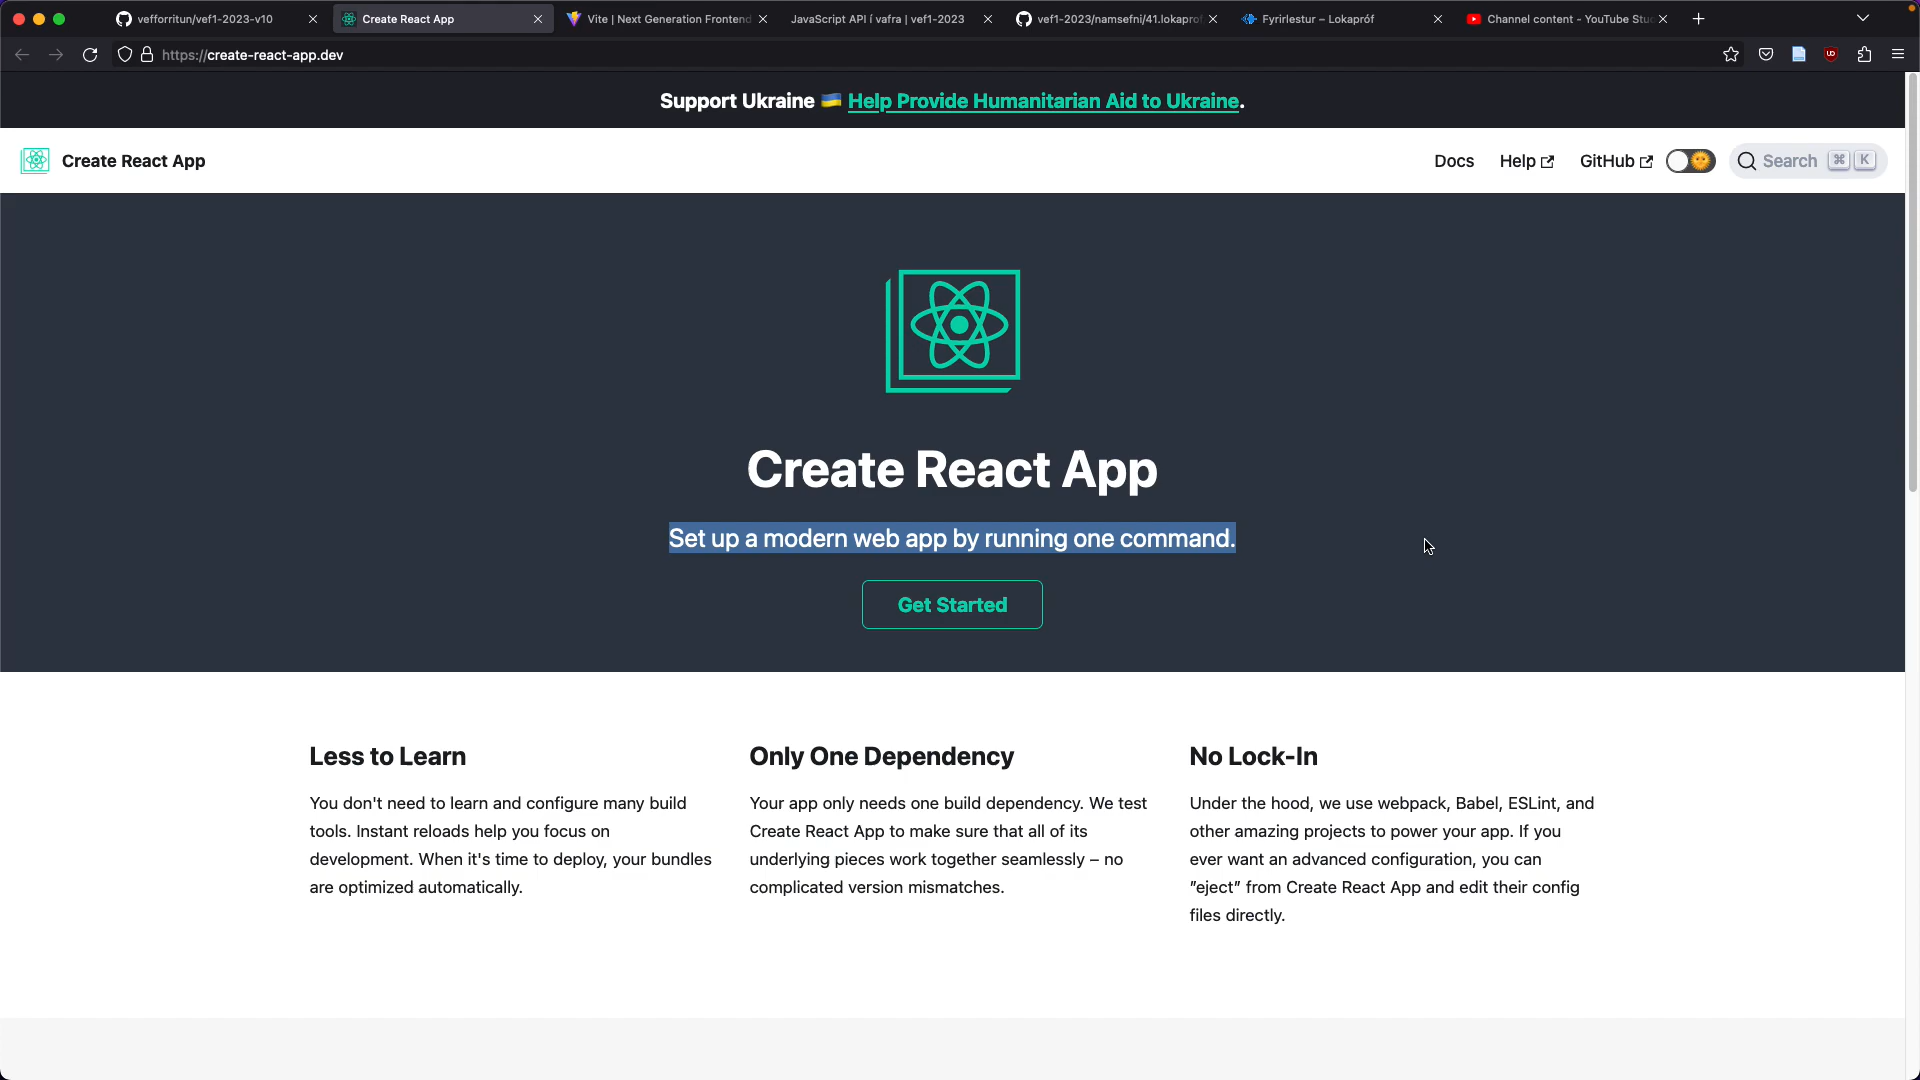 vefforritun/vef1-2023-v10
Create React App
Vite | Next Generation Frontend
JavaScript API í vafra | vef1-2023
vef1-2023/namsefni/41.lokaprof
Fyrirlestur – Lokapróf
Channel content - YouTube Stu
https://create-react-app.dev
Support Ukraine 🇺🇦 Help Provide Humanitarian Aid to Ukraine.
Create React App
Docs
Help
GitHub
Search ⌘ K
Create React App
Set up a modern web app by running one command.
Get Started
Less to Learn
You don't need to learn and configure many build
tools. Instant reloads help you focus on
development. When it's time to deploy, your bundles
are optimized automatically.
Only One Dependency
Your app only needs one build dependency. We test
Create React App to make sure that all of its
underlying pieces work together seamlessly – no
complicated version mismatches.
No Lock-In
Under the hood, we use webpack, Babel, ESLint, and
other amazing projects to power your app. If you
ever want an advanced configuration, you can
”eject” from Create React App and edit their config
files directly.